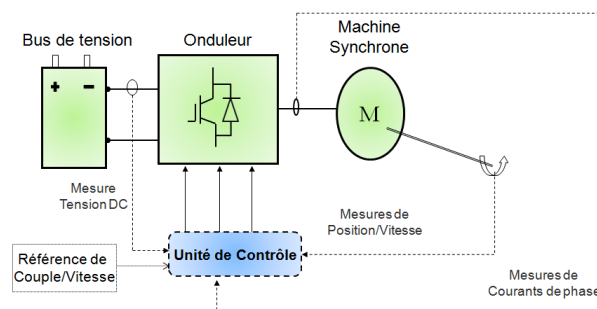 Bus de tension
Onduleur
Machine
Synchrone
+ -
M
Mesure
Tension DC
Mesures de
Position/Vitesse
Unité de Contrôle
Référence de
Couple/Vitesse
Mesures de
Courants de phase